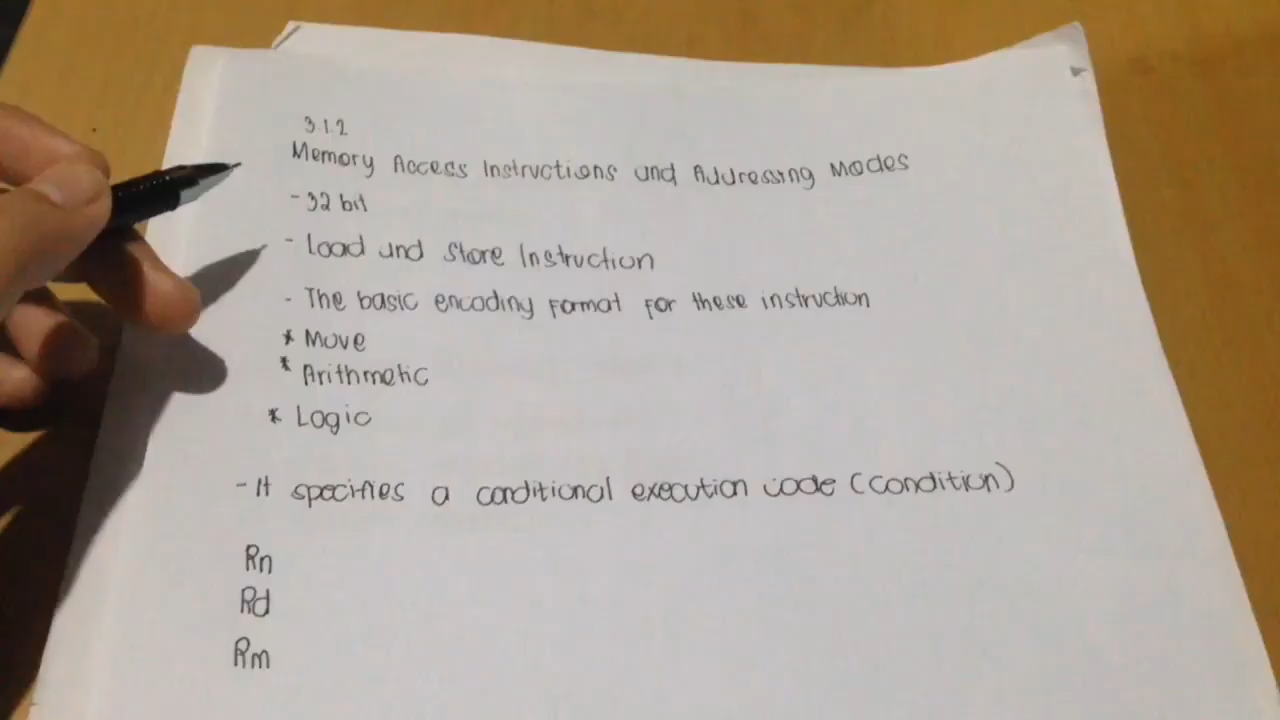 3.1.2
Memory Access Instructions and Addressing Modes
- 32 bit
- Load and Store Instruction
- The basic encoding format for these instruction
* Move
* Arithmetic
* Logic
- It specifies a conditional execution code (condition)
Rn
Rd
Rm